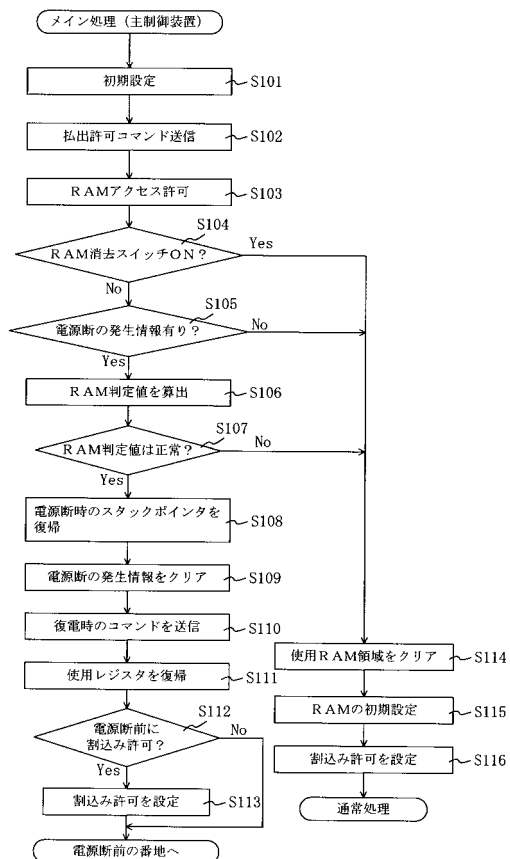 メイン処理（主制御装置）
初期設定
S101
払出許可コマンド送信
S102
ＲＡＭアクセス許可
S103
S104
ＲＡＭ消去スイッチＯＮ？
Yes
No
S105
電源断の発生情報有り？
No
Yes
ＲＡＭ判定値を算出
S106
S107
ＲＡＭ判定値は正常？
No
Yes
電源断時のスタックポインタを
復帰
S108
電源断の発生情報をクリア
S109
復電時のコマンドを送信
S110
使用レジスタを復帰
S111
S112
電源断前に
割込み許可？
No
Yes
割込み許可を設定
S113
電源断前の番地へ
使用ＲＡＭ領域をクリア
S114
ＲＡＭの初期設定
S115
割込み許可を設定
S116
通常処理